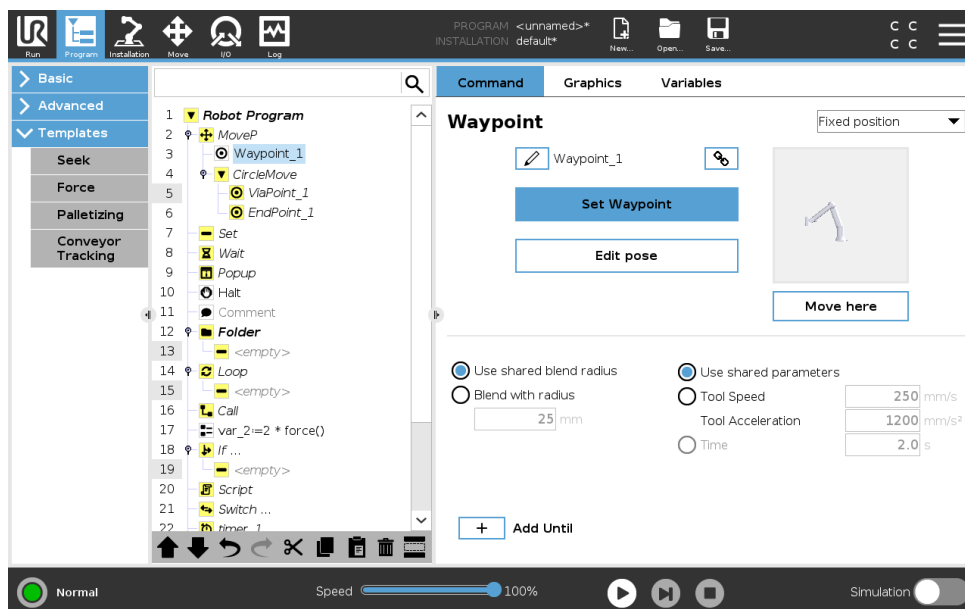 PROGRAM <unnamed>*
INSTALLATION default*
Run Program Installation Move I/O Log New... Open... Save...
C C
C C
Basic
Advanced
Templates
Seek
Force
Palletizing
Conveyor
Tracking
1 Robot Program
2 MoveP
3 Waypoint_1
4 CircleMove
5 ViaPoint_1
6 EndPoint_1
7 Set
8 Wait
9 Popup
10 Halt
11 Comment
12 Folder
13 <empty>
14 Loop
15 <empty>
16 Call
17 var_2:=2 * force()
18 If ...
19 <empty>
20 Script
21 Switch ...
22 timer_1
Command Graphics Variables
Waypoint
Fixed position
Waypoint_1
Set Waypoint
Edit pose
Move here
Use shared blend radius
Blend with radius
25 mm
Use shared parameters
Tool Speed 250 mm/s
Tool Acceleration 1200 mm/s²
Time 2.0 s
+ Add Until
Normal
Speed 100%
Simulation